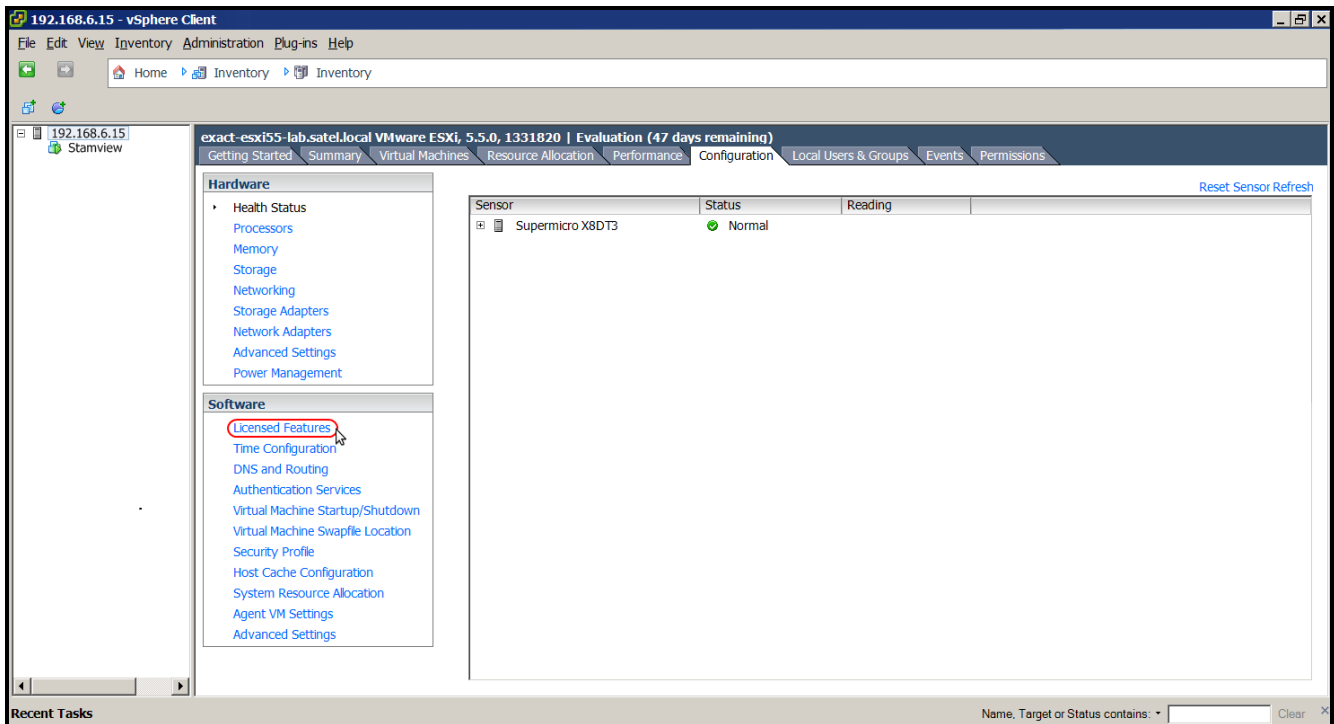 192.168.6.15 - vSphere Client
File Edit View Inventory Administration Plug-ins Help
Home Inventory Inventory
192.168.6.15
Stamview
exact-esxi55-lab.satel.local VMware ESXi, 5.5.0, 1331820 | Evaluation (47 days remaining)
Getting Started Summary Virtual Machines Resource Allocation Performance Configuration Local Users & Groups Events Permissions
Hardware
Health Status
Processors
Memory
Storage
Networking
Storage Adapters
Network Adapters
Advanced Settings
Power Management
Software
Licensed Features
Time Configuration
DNS and Routing
Authentication Services
Virtual Machine Startup/Shutdown
Virtual Machine Swapfile Location
Security Profile
Host Cache Configuration
System Resource Allocation
Agent VM Settings
Advanced Settings
Reset Sensor Refresh
Sensor Status Reading
Supermicro X8DT3 Normal
Recent Tasks Name, Target or Status contains: Clear